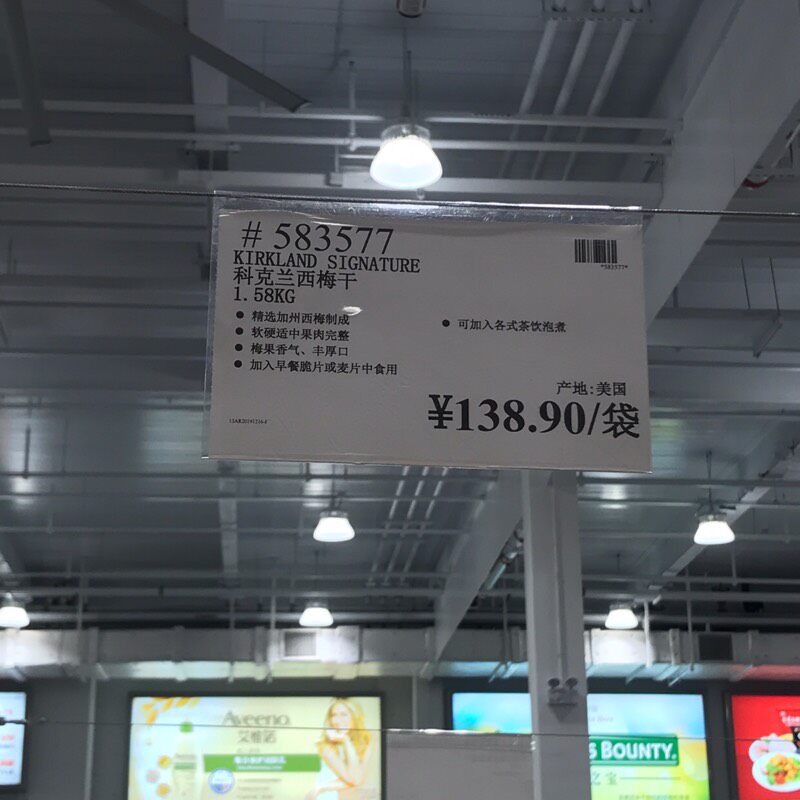 # 583577
*583577*
KIRKLAND SIGNATURE
科克兰西梅干
1.58KG
● 精选加州西梅制成
● 软硬适中果肉完整
● 梅果香气、丰厚口
● 加入早餐脆片或麦片中食用
● 可加入各式茶饮泡煮
产地:美国
¥138.90/袋
Aveeno
艾惟诺
BOUNTY
之宝